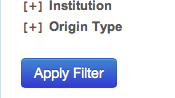 [+] Institution
[+] Origin Type
Apply Filter